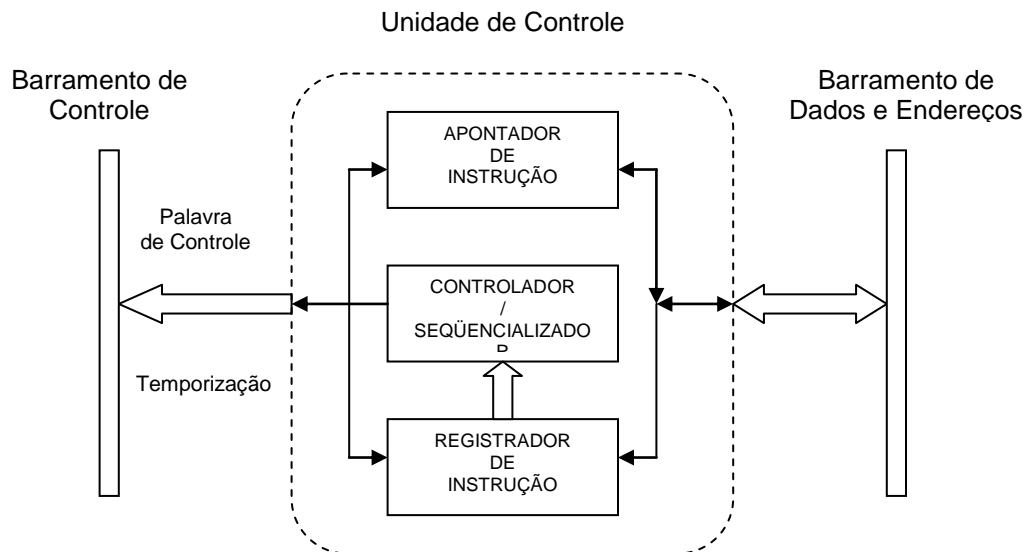 Unidade de Controle
Barramento de
Controle
Barramento de
Dados e Endereços
APONTADOR
DE
INSTRUÇÃO
Palavra
de Controle
CONTROLADOR
/
SEQÜENCIALIZADO
R
Temporização
REGISTRADOR
DE
INSTRUÇÃO